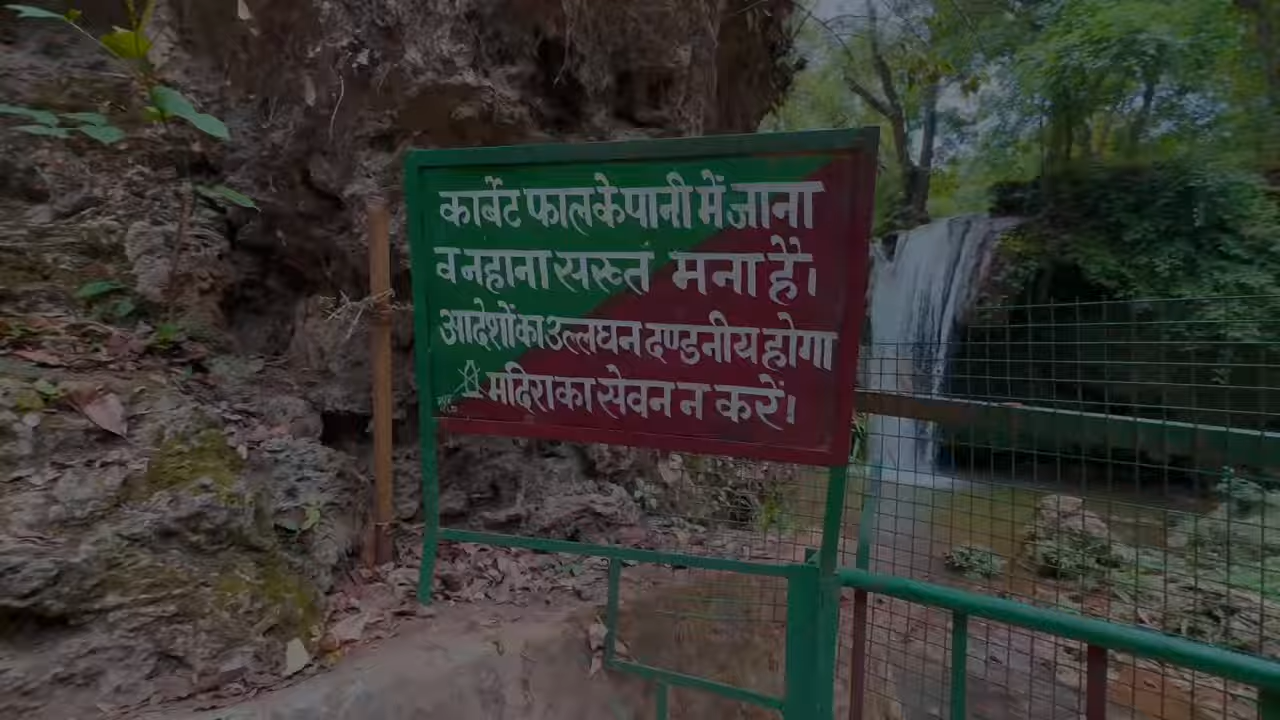 कार्बेट फाल के पानी में जाना
व नहाना सख्त मना है।
आदेशों का उल्लघन दण्डनीय होगा
मदिरा का सेवन न करें।